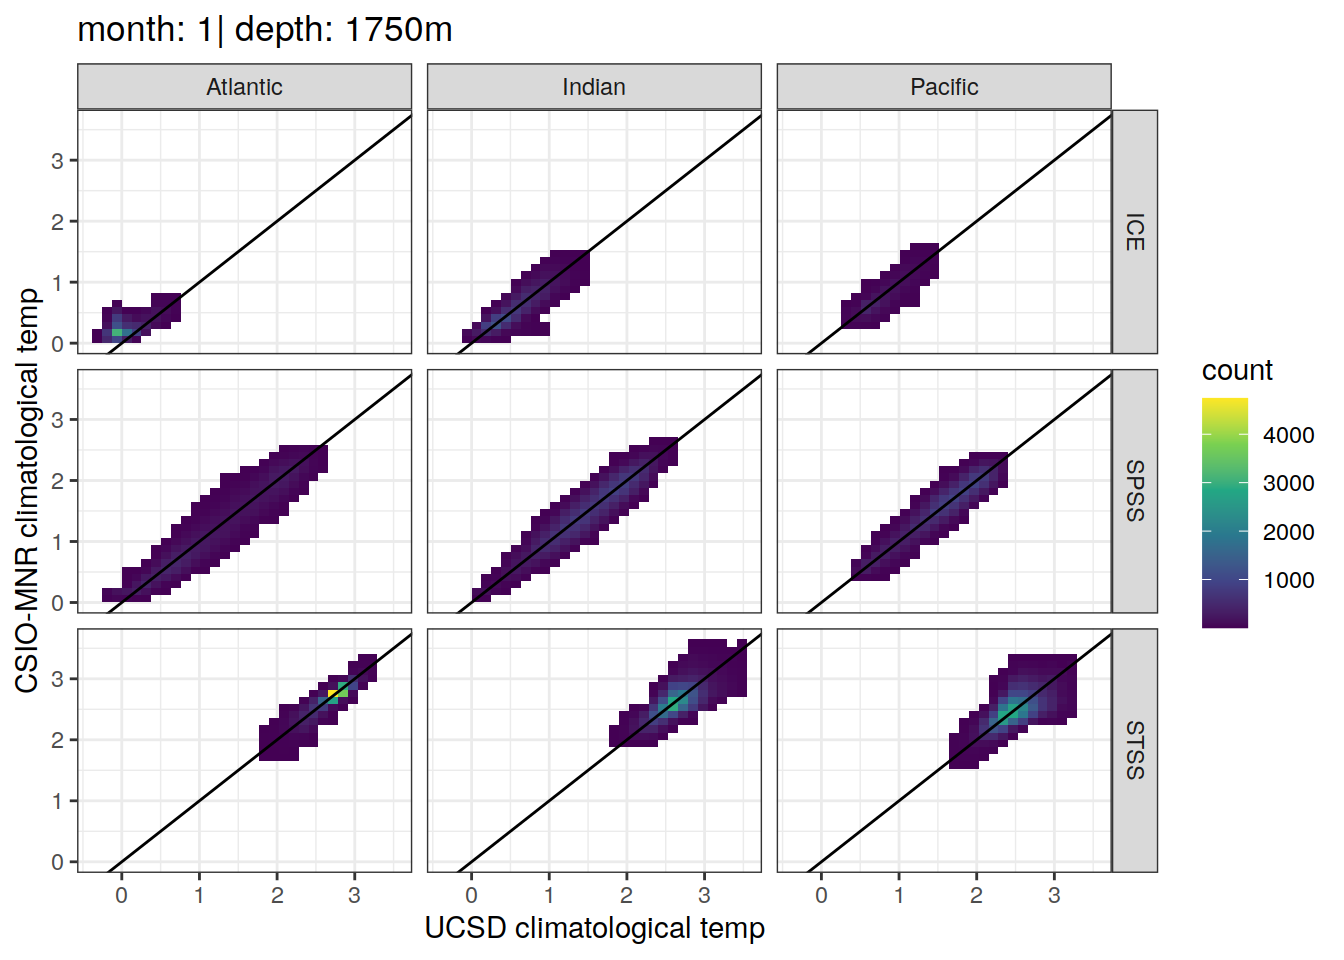 month: 1| depth: 1750m
Atlantic
Indian
Pacific
3
2
1
0
ICE
3
2
1
0
SPSS
3
2
1
0
STSS
0 1 2 3
0 1 2 3
0 1 2 3
UCSD climatological temp
CSIO-MNR climatological temp
count
4000
3000
2000
1000